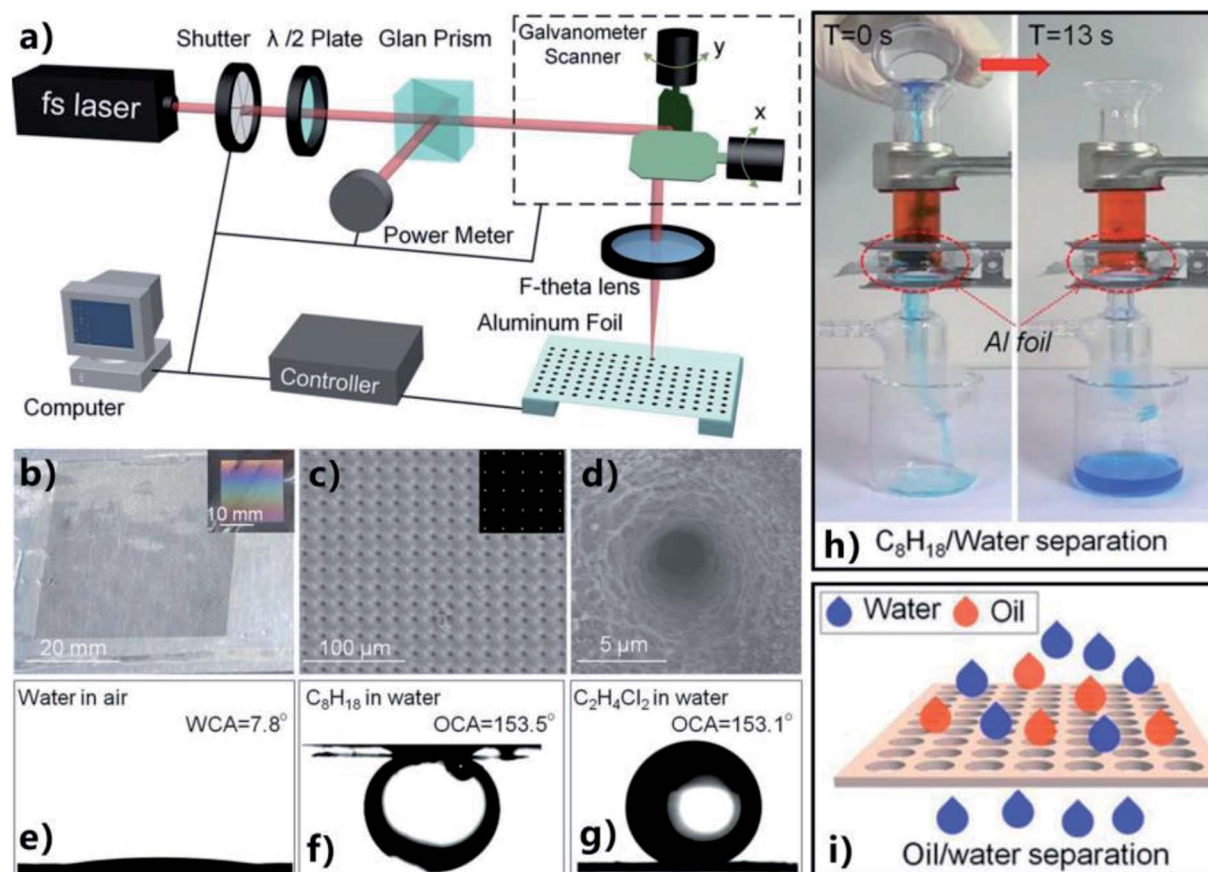 a)
Shutter λ/2 Plate Glan Prism
Galvanometer
Scanner
y
x
fs laser
Power Meter
F-theta lens
Aluminum Foil
Computer
Controller
b)
10 mm
20 mm
c)
100 µm
d)
5 µm
Water in air
WCA=7.8°
e)
C₈H₁₈ in water
OCA=153.5°
f)
C₂H₄Cl₂ in water
OCA=153.1°
g)
T=0 s
T=13 s
Al foil
h)
C₈H₁₈/Water separation
Water Oil
i)
Oil/water separation